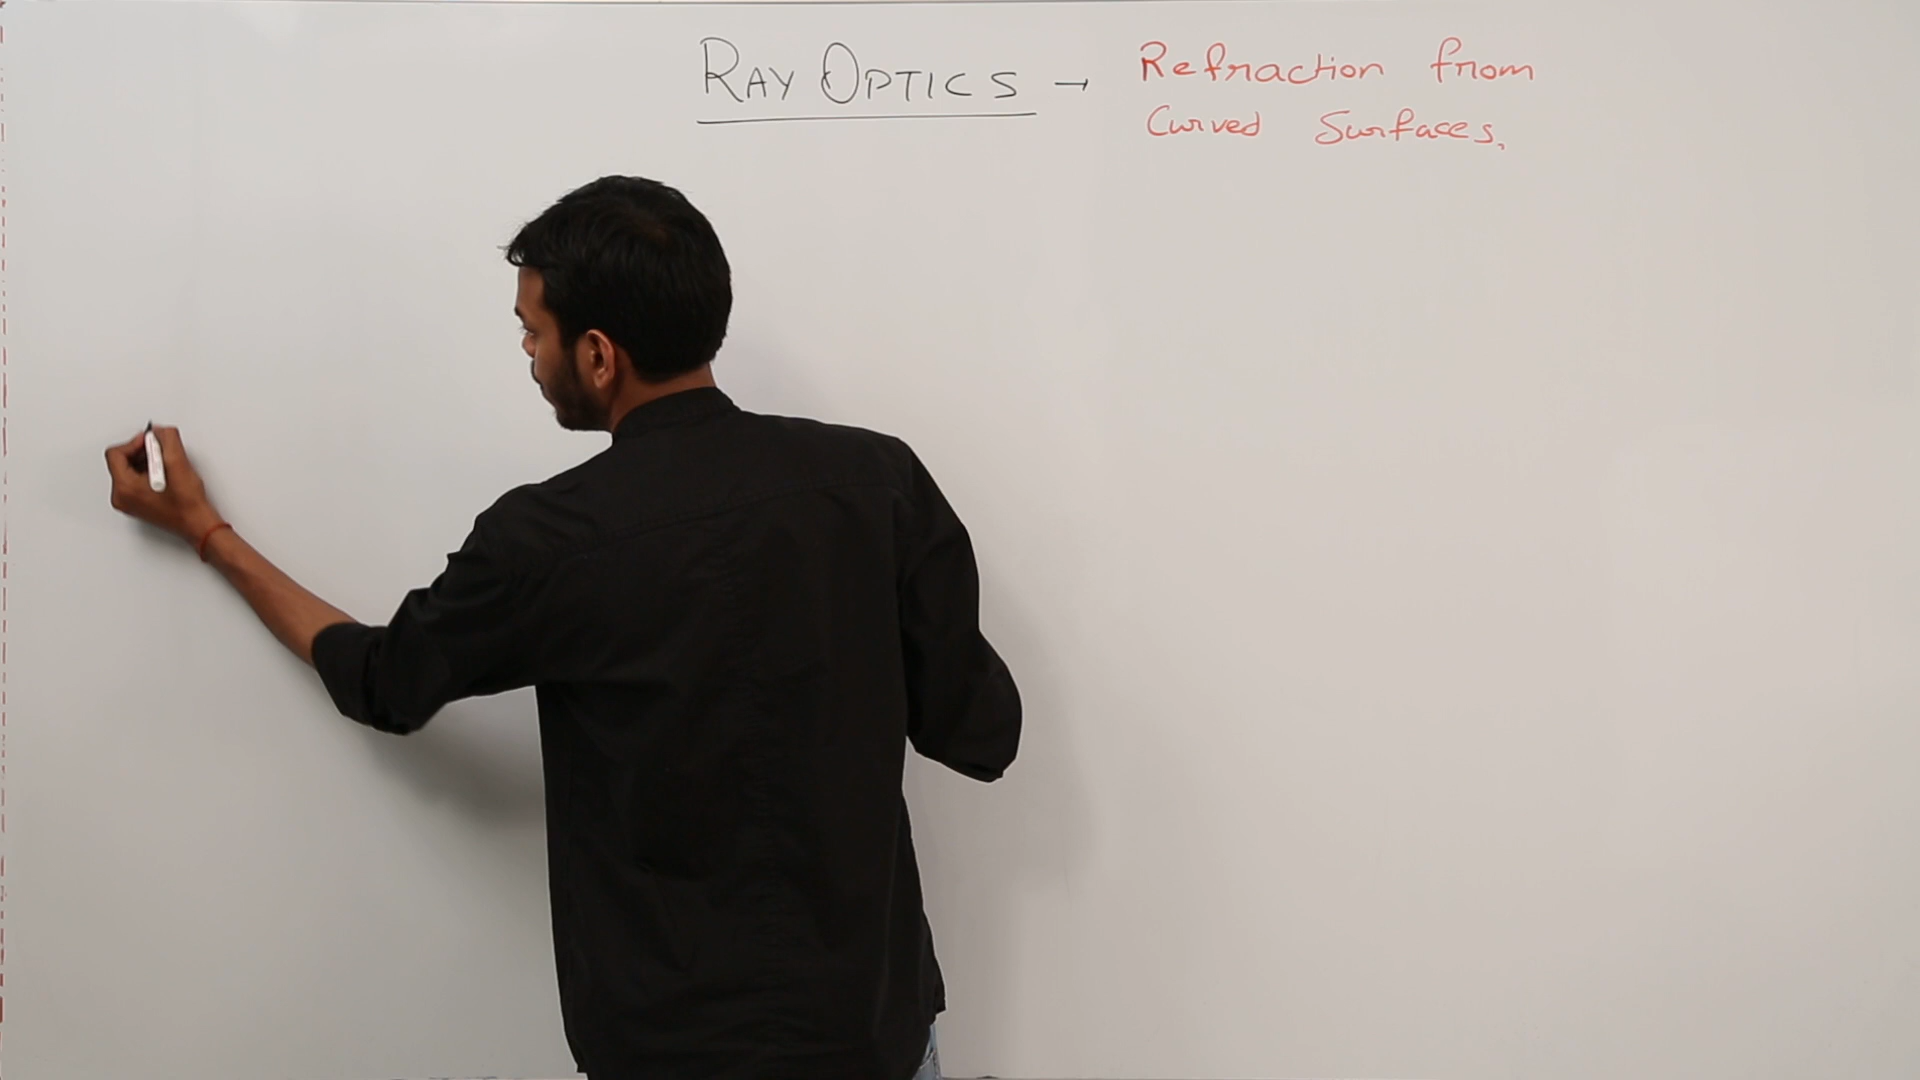 RAY OPTICS → Refraction from
Curved Surfaces.